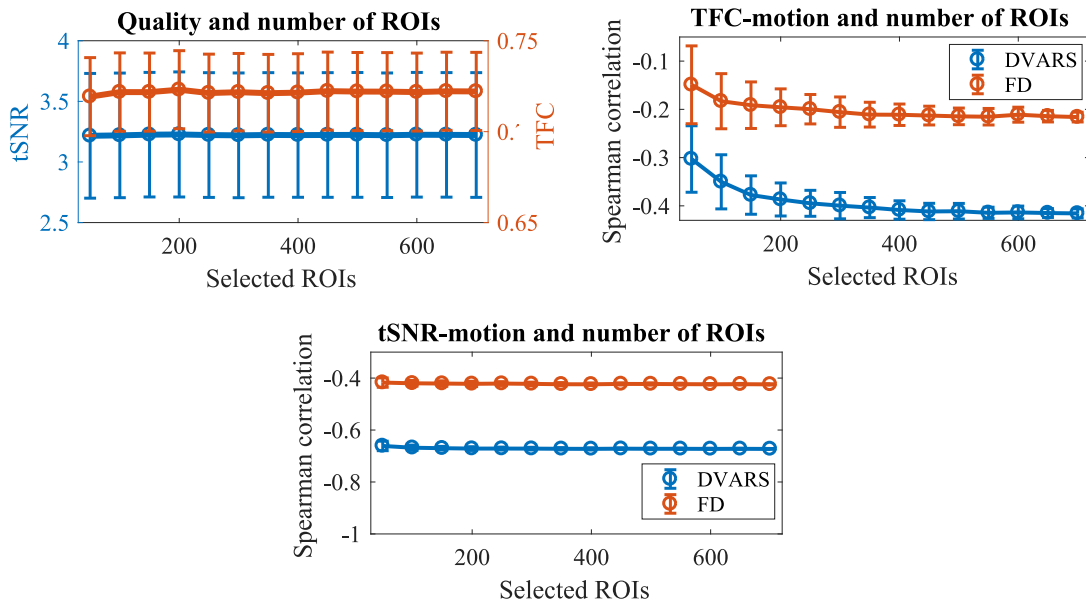 Quality and number of ROIs
4
3.5
3
2.5
tSNR
0.75
0.7
0.65
TFC
200
400
600
Selected ROIs
TFC-motion and number of ROIs
-0.1
-0.2
-0.3
-0.4
Spearman correlation
DVARS
FD
200
400
600
Selected ROIs
tSNR-motion and number of ROIs
-0.4
-0.6
-0.8
-1
Spearman correlation
DVARS
FD
200
400
600
Selected ROIs